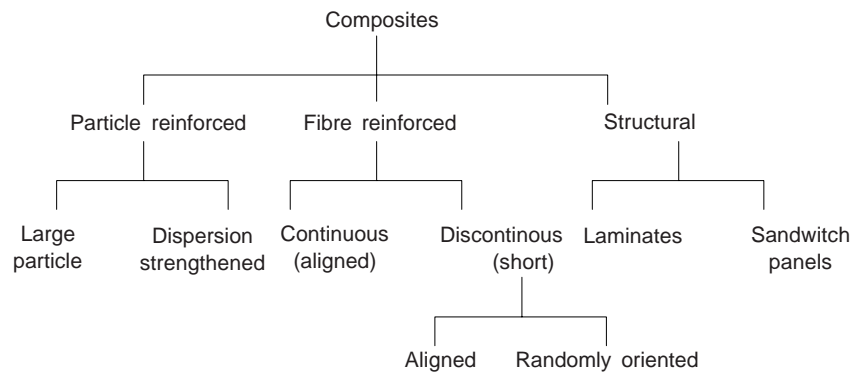 Composites
Particle reinforced
Fibre reinforced
Structural
Large
particle
Dispersion
strengthened
Continuous
(aligned)
Discontinous
(short)
Laminates
Sandwitch
panels
Aligned
Randomly oriented